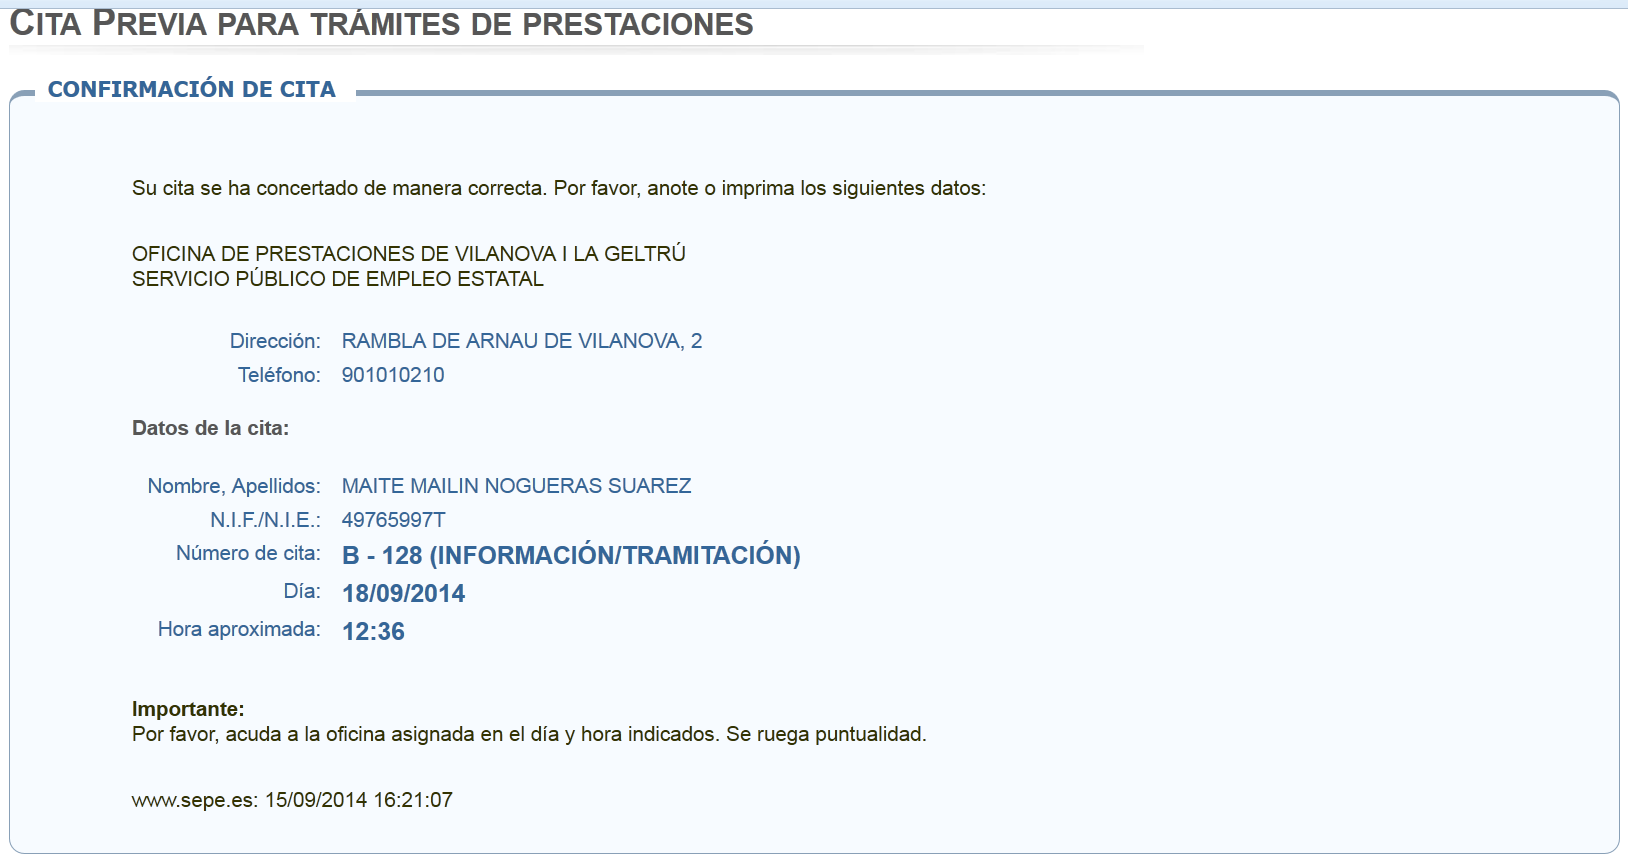 CITA PREVIA PARA TRÁMITES DE PRESTACIONES
CONFIRMACIÓN DE CITA
Su cita se ha concertado de manera correcta. Por favor, anote o imprima los siguientes datos:
OFICINA DE PRESTACIONES DE VILANOVA I LA GELTRÚ
SERVICIO PÚBLICO DE EMPLEO ESTATAL
Dirección: RAMBLA DE ARNAU DE VILANOVA, 2
Teléfono: 901010210
Datos de la cita:
Nombre, Apellidos: MAITE MAILIN NOGUERAS SUAREZ
N.I.F./N.I.E.: 49765997T
Número de cita: B - 128 (INFORMACIÓN/TRAMITACIÓN)
Día: 18/09/2014
Hora aproximada: 12:36
Importante:
Por favor, acuda a la oficina asignada en el día y hora indicados. Se ruega puntualidad.
www.sepe.es: 15/09/2014 16:21:07